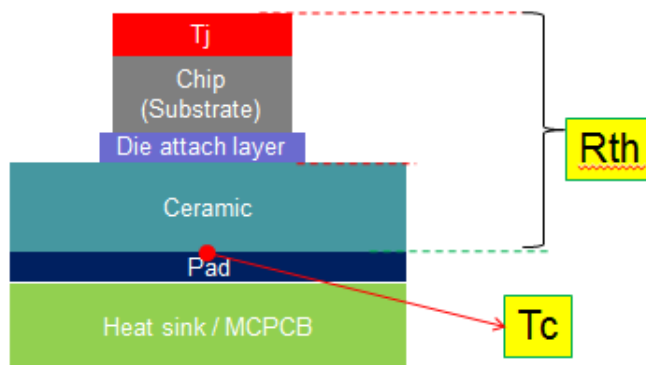 Tj
Chip
(Substrate)
Die attach layer
Rth
Ceramic
Pad
Tc
Heat sink / MCPCB